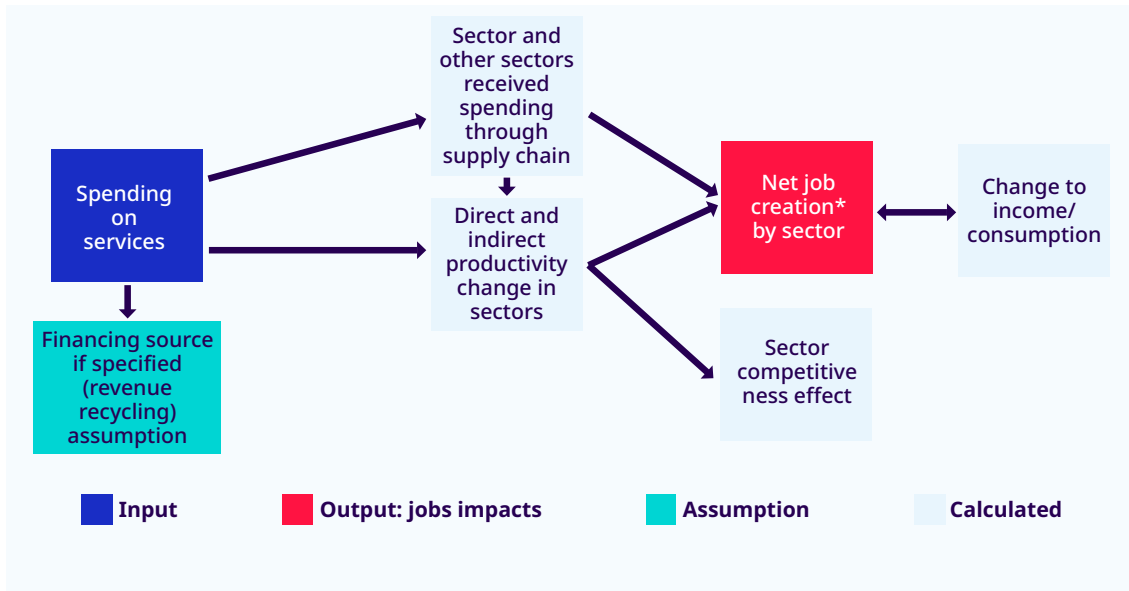 Sector and
other sectors
received
spending
through
supply chain
Spending
on
services
Direct and
indirect
productivity
change in
sectors
Net job
creation*
by sector
Change to
income/
consumption
Financing source
if specified
(revenue
recycling)
assumption
Sector
competitive
ness effect
Input
Output: jobs impacts
Assumption
Calculated